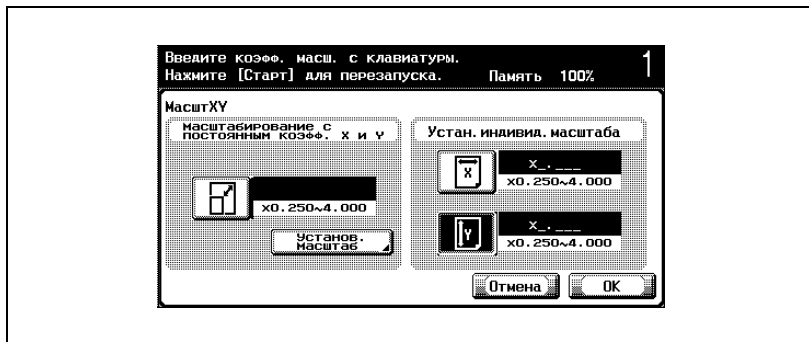 Введите коэфф. масш. с клавиатуры.
Нажмите [Старт] для перезапуска. Память 100% 1
МасштXY
Масштабирование с
постоянным коэфф. X и Y
x0.250~4.000
Установ.
масштаб
Устан. индивид. масштаба
X
x_.___
x0.250~4.000
Y
x_.___
x0.250~4.000
Отмена OK